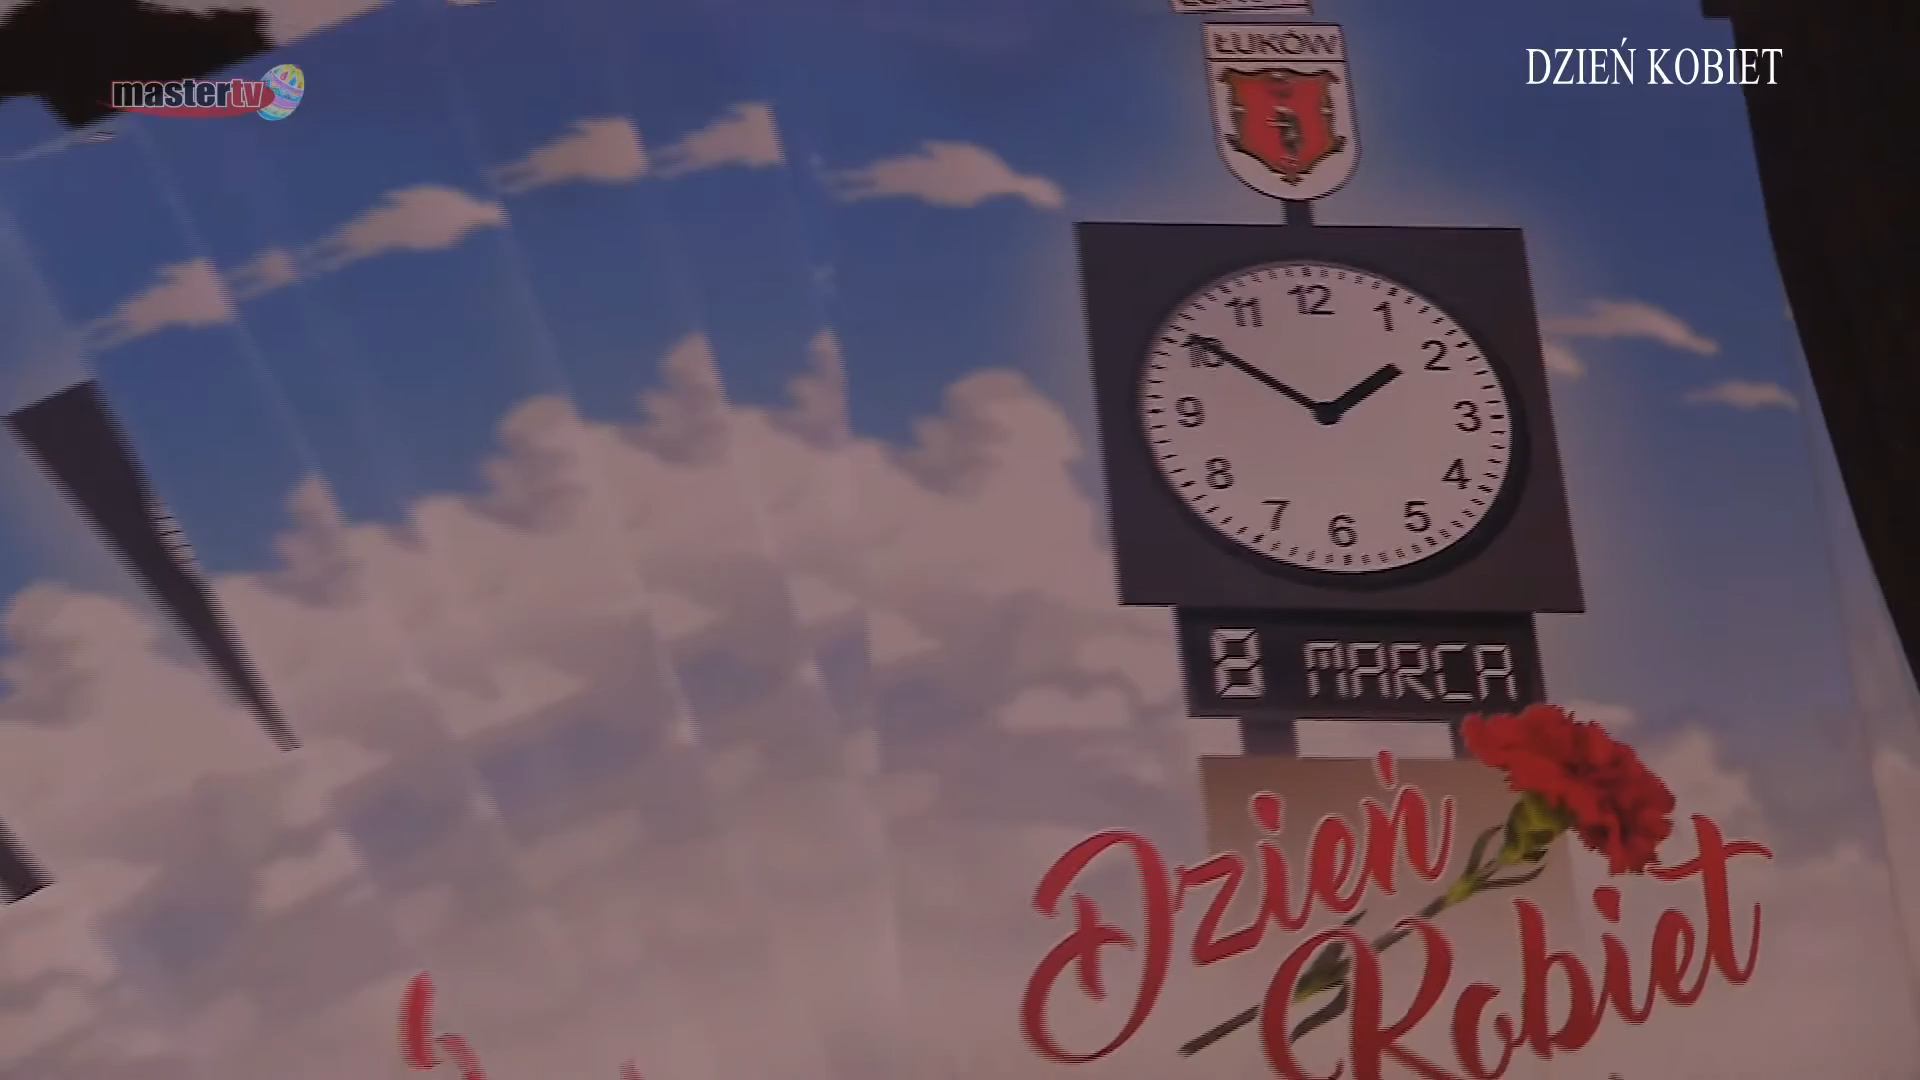 mastertv
DZIEŃ KOBIET
ŁUKÓW
12
11
1
10
2
9
3
8
4
7
5
6
8 MARCA
Dzień
Kobiet